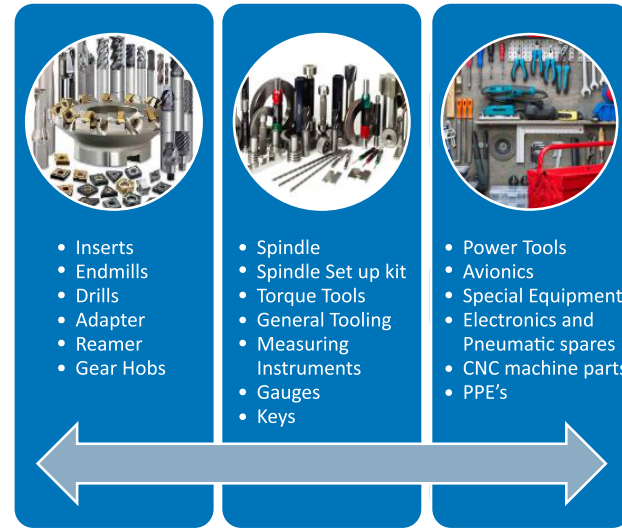 • Inserts
• Endmills
• Drills
• Adapter
• Reamer
• Gear Hobs
• Spindle
• Spindle Set up kit
• Torque Tools
• General Tooling
• Measuring
Instruments
• Gauges
• Keys
• Power Tools
• Avionics
• Special Equipment
• Electronics and
Pneumatic spares
• CNC machine parts
• PPE’s